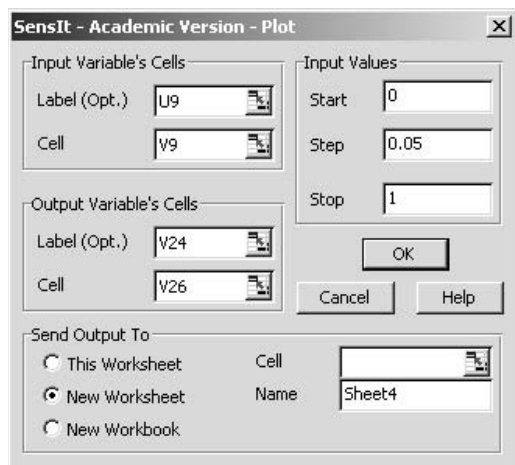 SensIt - Academic Version - Plot
Input Variable's Cells
Label (Opt.) U9
Cell V9
Output Variable's Cells
Label (Opt.) V24
Cell V26
Input Values
Start 0
Step 0.05
Stop 1
OK
Cancel Help
Send Output To
This Worksheet Cell
New Worksheet Name Sheet4
New Workbook